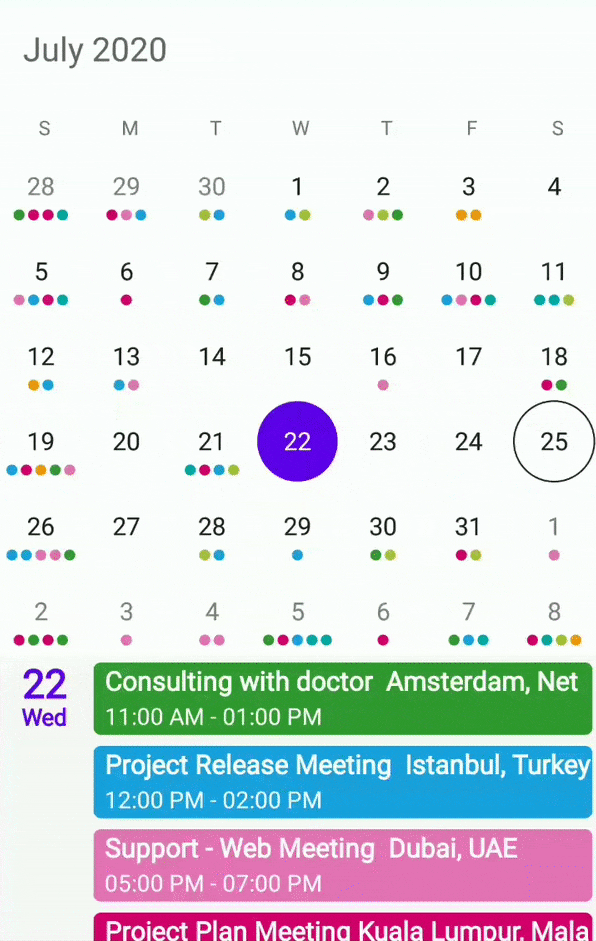 July 2020
S M T W T F S
28 29 30 1 2 3 4
5 6 7 8 9 10 11
12 13 14 15 16 17 18
19 20 21 22 23 24 25
26 27 28 29 30 31 1
2 3 4 5 6 7 8
22 Consulting with doctor Amsterdam, Net
Wed 11:00 AM - 01:00 PM
Project Release Meeting Istanbul, Turkey
12:00 PM - 02:00 PM
Support - Web Meeting Dubai, UAE
05:00 PM - 07:00 PM
Project Plan Meeting Kuala Lumpur, Mala